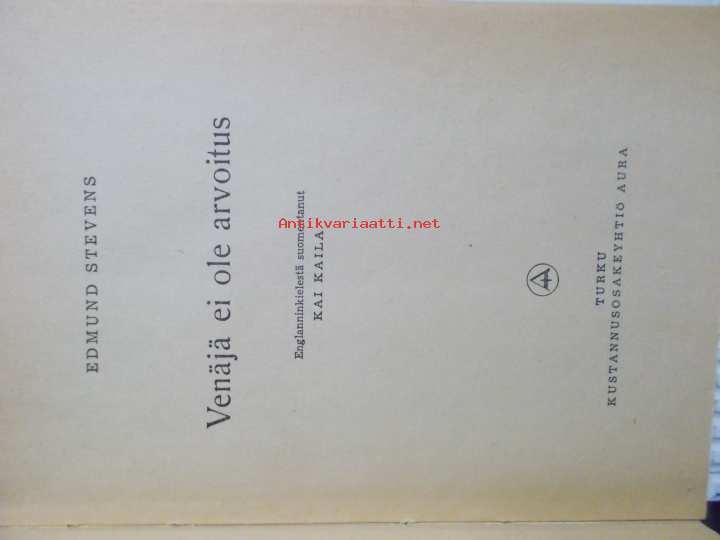 EDMUND STEVENS
Venäjä ei ole arvoitus
Englanninkielestä suomentanut
KAI KAILA
Antikvariaatti.net
TURKU
KUSTANNUSOSAKEYHTIÖ AURA